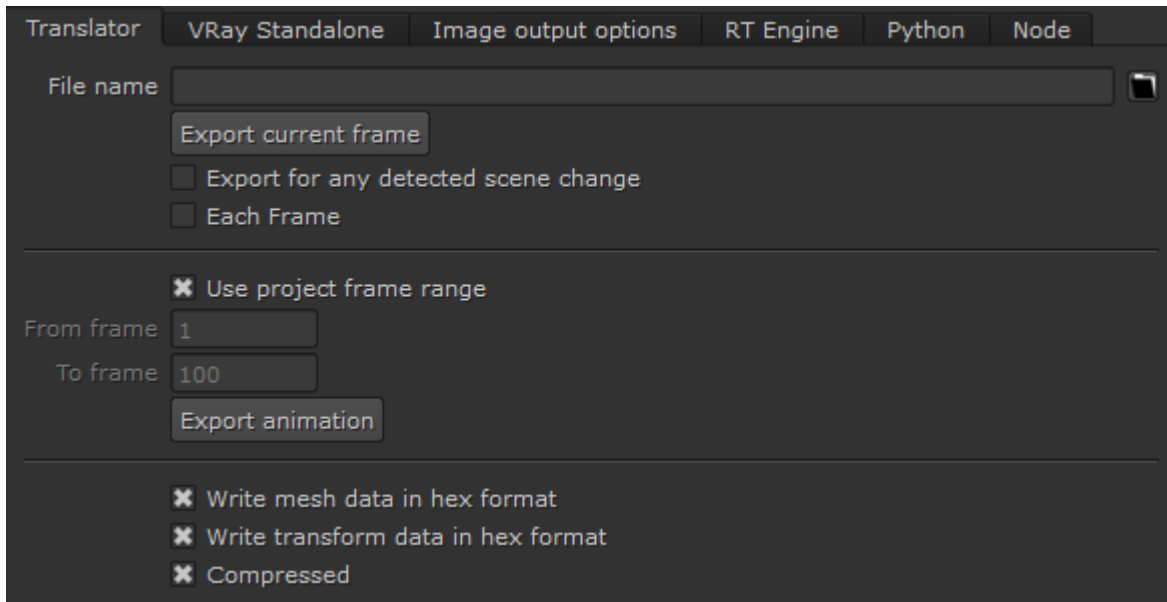 Translator VRay Standalone Image output options RT Engine Python Node
File name
Export current frame
Export for any detected scene change
Each Frame
Use project frame range
From frame 1
To frame 100
Export animation
Write mesh data in hex format
Write transform data in hex format
Compressed